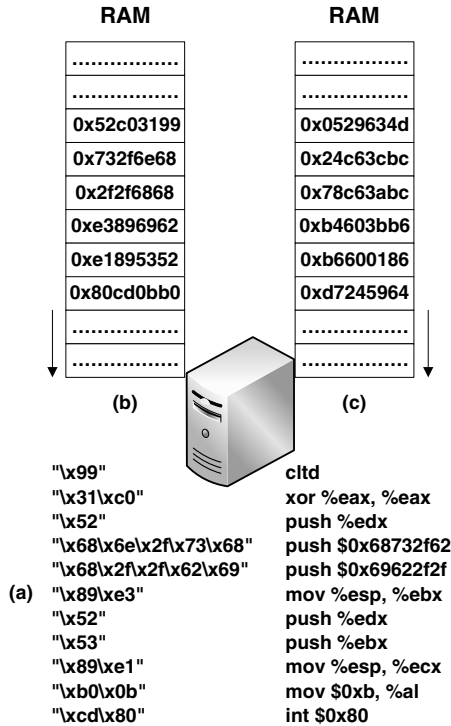 RAM RAM
................. .................
................. .................
0x52c03199 0x0529634d
0x732f6e68 0x24c63cbc
0x2f2f6868 0x78c63abc
0xe3896962 0xb4603bb6
0xe1895352 0xb6600186
0x80cd0bb0 0xd7245964
................. .................
................. .................
(b) (c)
"\x99" cltd
"\x31\xc0" xor %eax, %eax
"\x52" push %edx
"\x68\x6e\x2f\x73\x68" push $0x68732f62
"\x68\x2f\x2f\x62\x69" push $0x69622f2f
(a) "\x89\xe3" mov %esp, %ebx
"\x52" push %edx
"\x53" push %ebx
"\x89\xe1" mov %esp, %ecx
"\xb0\x0b" mov $0xb, %al
"\xcd\x80" int $0x80